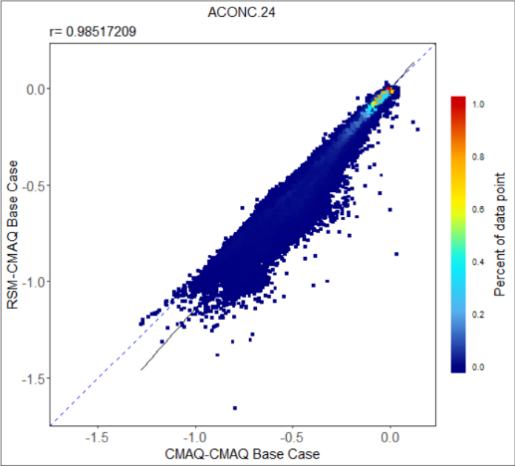 ACONC.24
r= 0.98517209
RSM-CMAQ Base Case
0.0
-0.5
-1.0
-1.5
-1.5
-1.0
-0.5
0.0
CMAQ-CMAQ Base Case
1.0
0.8
0.6
0.4
0.2
0.0
Percent of data point